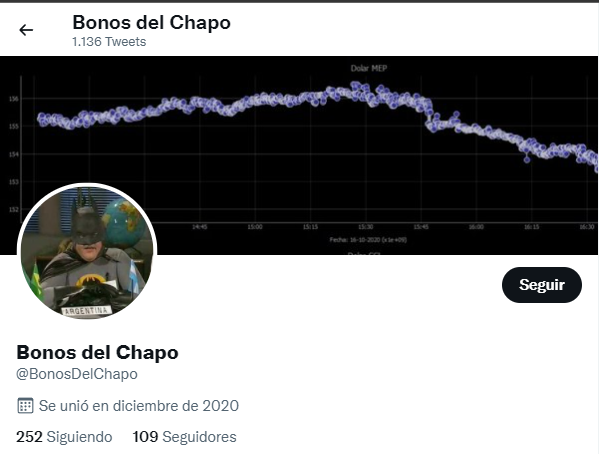 Bonos del Chapo
1.136 Tweets
Dolar MEP
156
155
154
153
152
14:45
15:00
15:15
15:30
15:45
16:00
16:15
16:30
Fecha: 16-10-2020 (x1e+09)
ARGENTINA
Seguir
Bonos del Chapo
@BonosDelChapo
Se unió en diciembre de 2020
252 Siguiendo 109 Seguidores